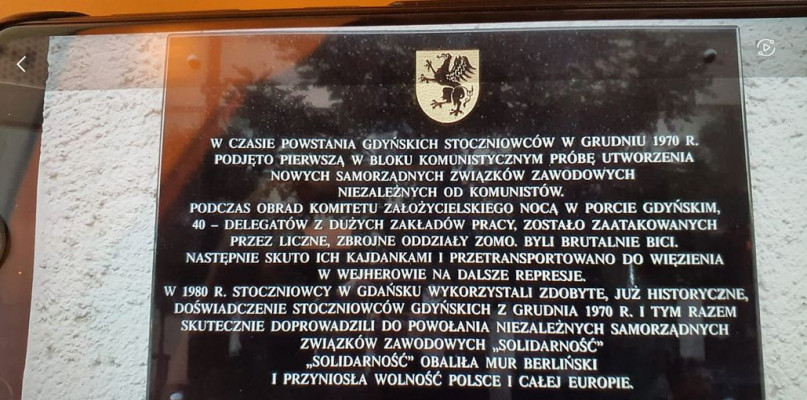 W CZASIE POWSTANIA GDYŃSKICH STOCZNIOWCÓW W GRUDNIU 1970 R.
PODJĘTO PIERWSZĄ W BLOKU KOMUNISTYCZNYM PRÓBĘ UTWORZENIA
NOWYCH SAMORZĄDNYCH ZWIĄZKÓW ZAWODOWYCH
NIEZALEŻNYCH OD KOMUNISTÓW.
PODCZAS OBRAD KOMITETU ZAŁOŻYCIELSKIEGO NOCĄ W PORCIE GDYŃSKIM,
40 – DELEGATÓW Z DUŻYCH ZAKŁADÓW PRACY, ZOSTAŁO ZAATAKOWANYCH
PRZEZ LICZNE, ZBROJNE ODDZIAŁY ZOMO. BYLI BRUTALNIE BICI.
NASTĘPNIE SKUTO ICH KAJDANKAMI I PRZETRANSPORTOWANO DO WIĘZIENIA
W WEJHEROWIE NA DALSZE REPRESJE.
W 1980 R. STOCZNIOWCY W GDAŃSKU WYKORZYSTALI ZDOBYTE, JUŻ HISTORYCZNE,
DOŚWIADCZENIE STOCZNIOWCÓW GDYŃSKICH Z GRUDNIA 1970 R. I TYM RAZEM
SKUTECZNIE DOPROWADZILI DO POWOŁANIA NIEZALEŻNYCH SAMORZĄDNYCH
ZWIĄZKÓW ZAWODOWYCH „SOLIDARNOŚĆ”
„SOLIDARNOŚĆ” OBALIŁA MUR BERLIŃSKI
I PRZYNIOSŁA WOLNOŚĆ POLSCE I CAŁEJ EUROPIE.